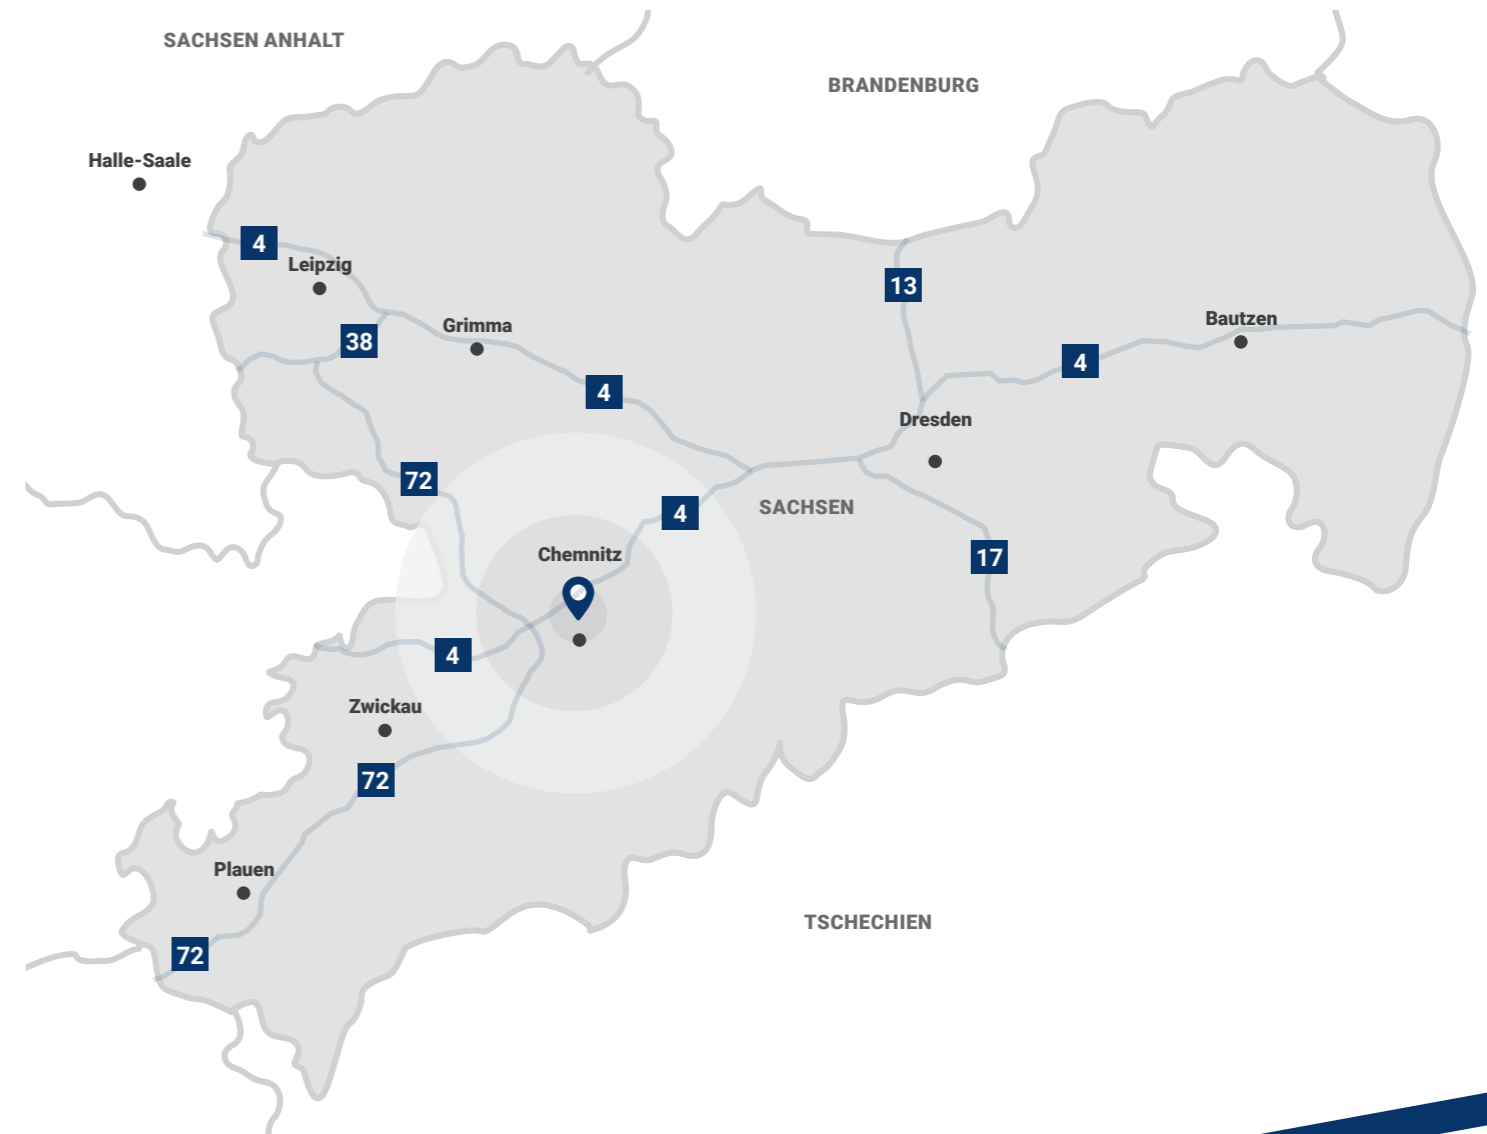 SACHSEN ANHALT
BRANDENBURG
Halle-Saale
4
Leipzig
13
38
Grimma
Bautzen
4
4
Dresden
72
4
SACHSEN
Chemnitz
17
4
Zwickau
72
Plauen
TSCHECHIEN
72